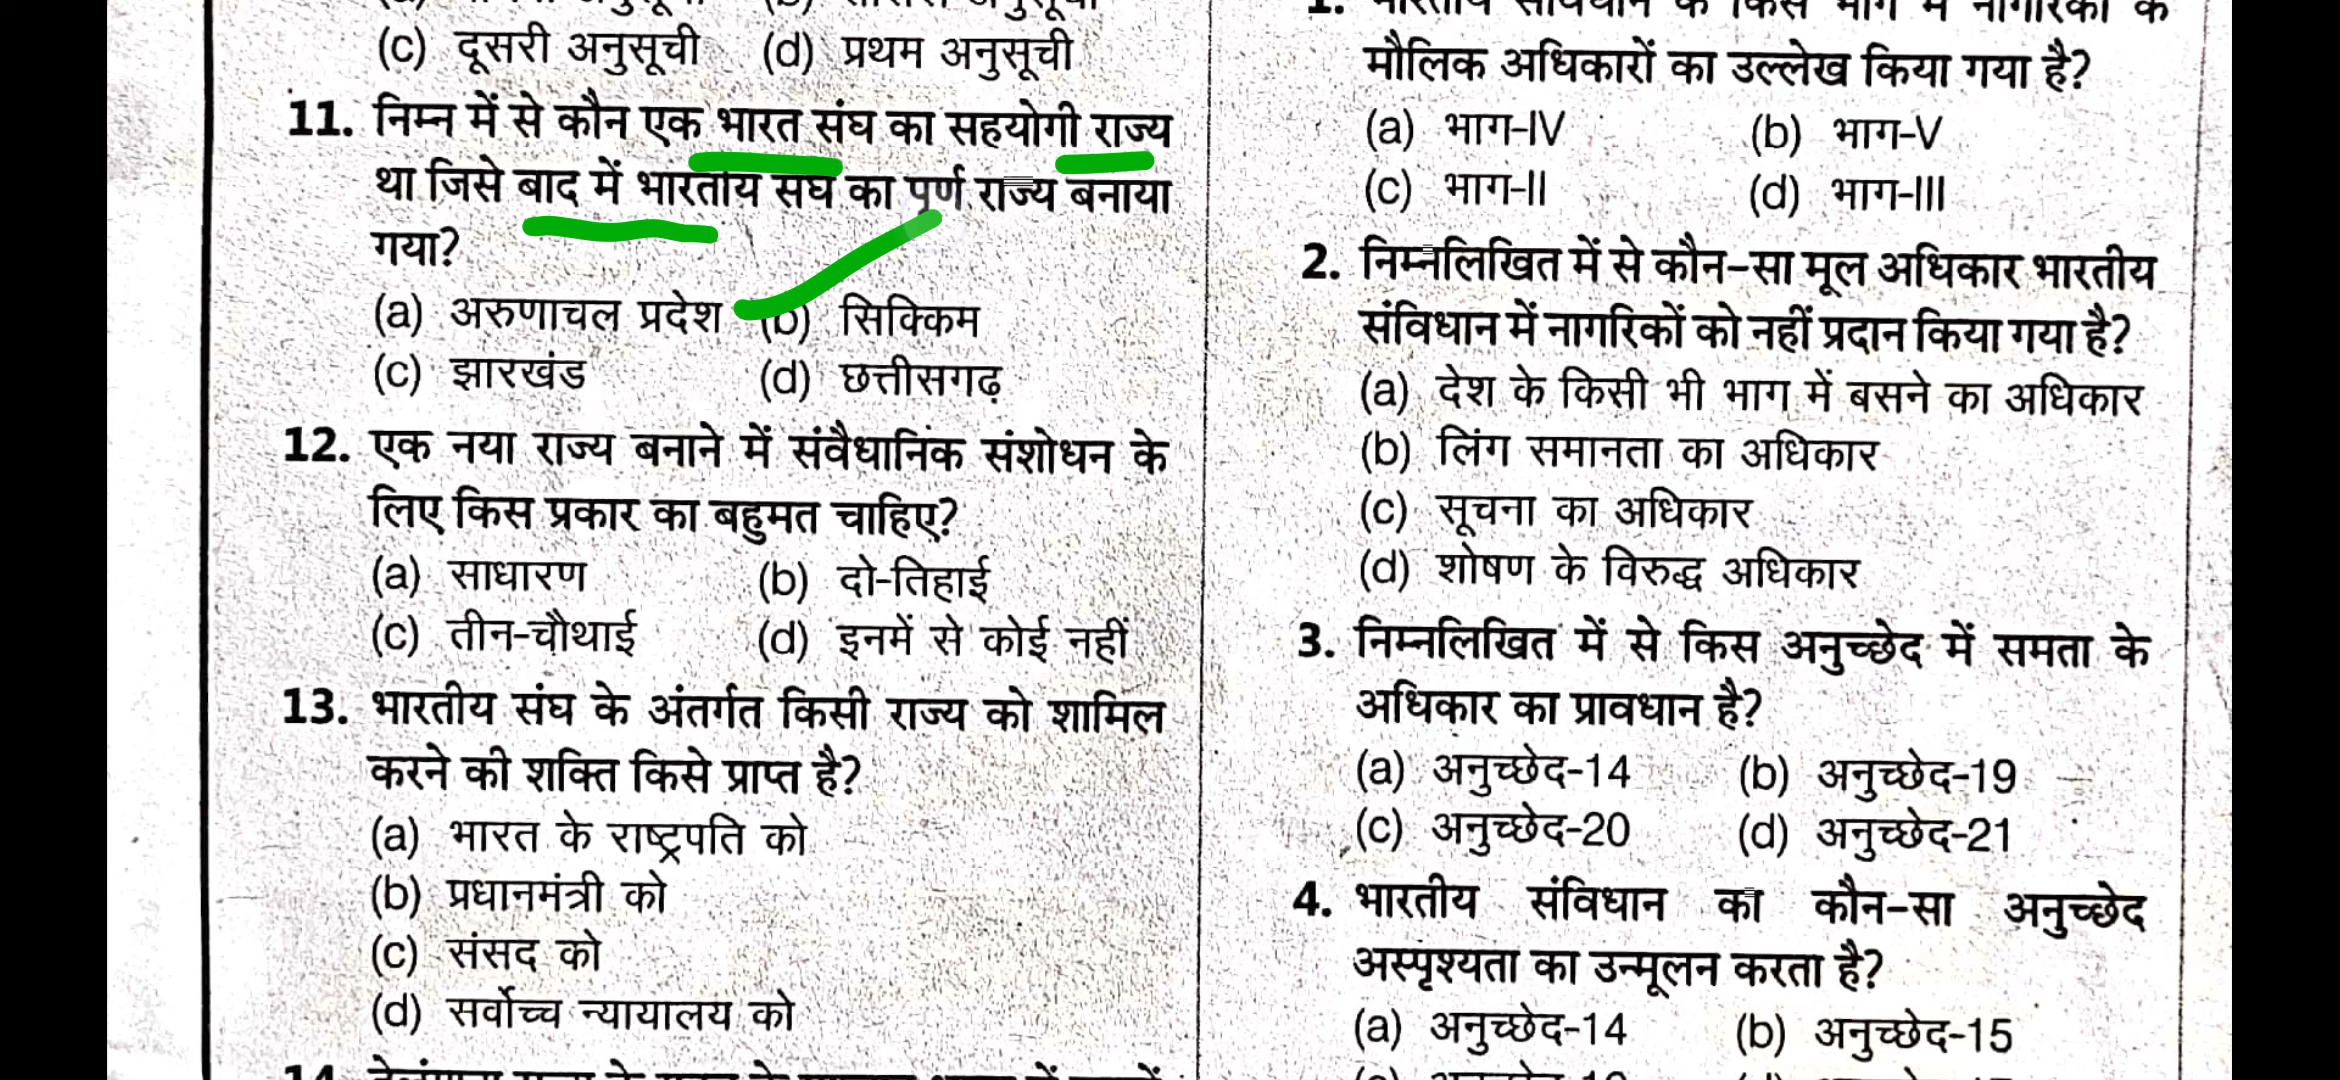 (c) दूसरी अनुसूची (d) प्रथम अनुसूची
11. निम्न में से कौन एक भारत संघ का सहयोगी राज्य
था जिसे बाद में भारतीय संघ का पूर्ण राज्य बनाया
गया?
(a) अरुणाचल प्रदेश (b) सिक्किम
(c) झारखंड (d) छत्तीसगढ़
12. एक नया राज्य बनाने में संवैधानिक संशोधन के
लिए किस प्रकार का बहुमत चाहिए?
(a) साधारण (b) दो-तिहाई
(c) तीन-चौथाई (d) इनमें से कोई नहीं
13. भारतीय संघ के अंतर्गत किसी राज्य को शामिल
करने की शक्ति किसे प्राप्त है?
(a) भारत के राष्ट्रपति को
(b) प्रधानमंत्री को
(c) संसद को
(d) सर्वोच्च न्यायालय को
1. भारतीय संविधान के किस भाग में नागरिकों के
मौलिक अधिकारों का उल्लेख किया गया है?
(a) भाग-IV (b) भाग-V
(c) भाग-II (d) भाग-III
2. निम्नलिखित में से कौन-सा मूल अधिकार भारतीय
संविधान में नागरिकों को नहीं प्रदान किया गया है?
(a) देश के किसी भी भाग में बसने का अधिकार
(b) लिंग समानता का अधिकार
(c) सूचना का अधिकार
(d) शोषण के विरुद्ध अधिकार
3. निम्नलिखित में से किस अनुच्छेद में समता के
अधिकार का प्रावधान है?
(a) अनुच्छेद-14 (b) अनुच्छेद-19
(c) अनुच्छेद-20 (d) अनुच्छेद-21
4. भारतीय संविधान का कौन-सा अनुच्छेद
अस्पृश्यता का उन्मूलन करता है?
(a) अनुच्छेद-14 (b) अनुच्छेद-15